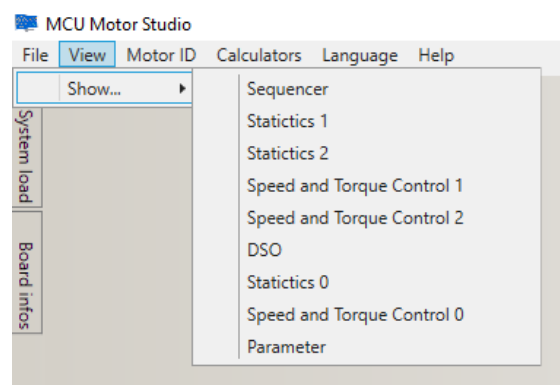 MCU Motor Studio
File View Motor ID Calculators Language Help
Show...
Sequencer
Statictics 1
Statictics 2
Speed and Torque Control 1
Speed and Torque Control 2
DSO
Statictics 0
Speed and Torque Control 0
Parameter
System load
Board infos